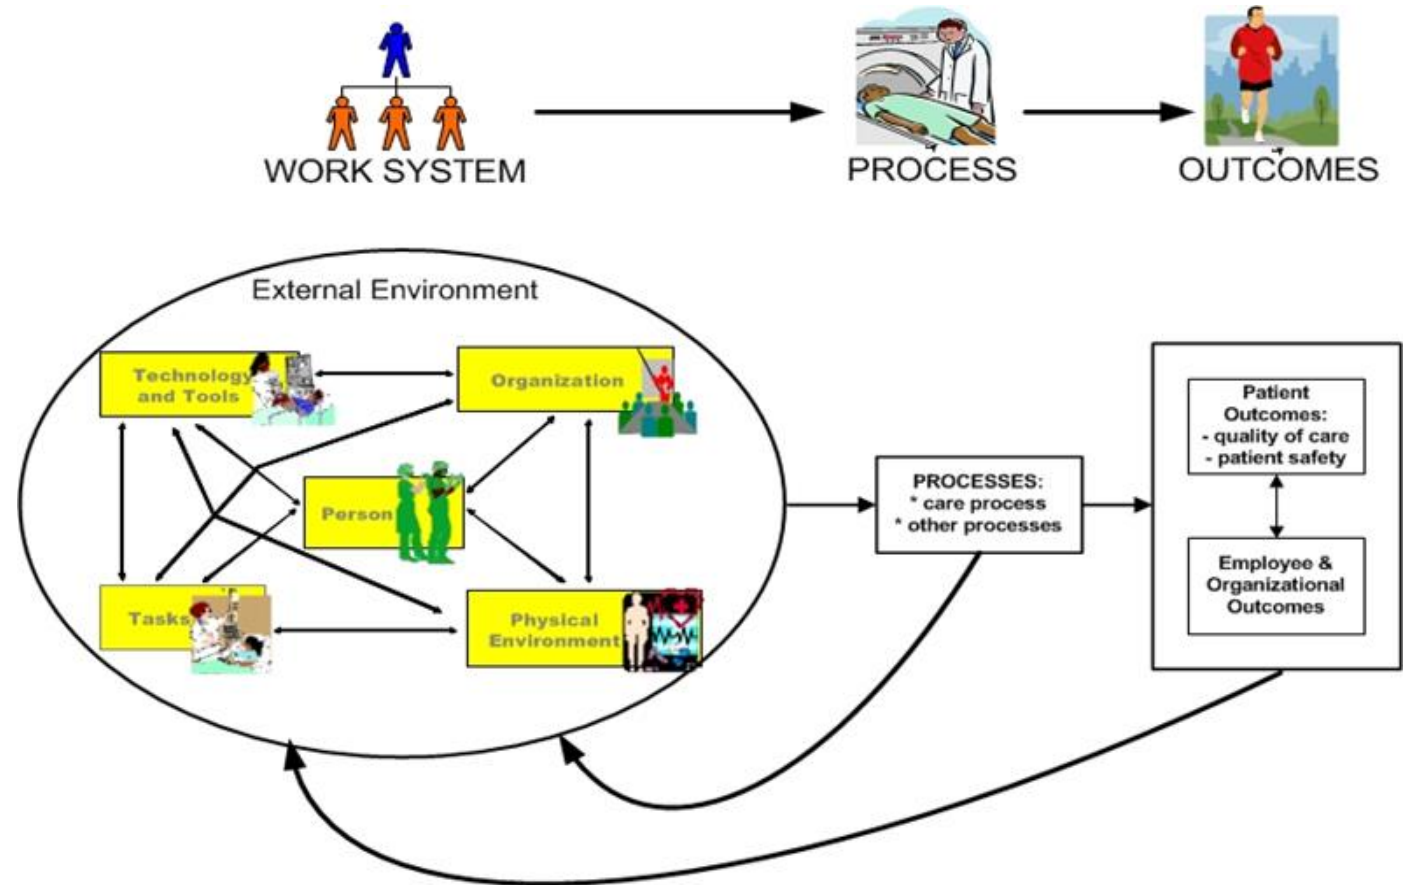 WORK SYSTEM
PROCESS
OUTCOMES
External Environment
Technology
and Tools
Organization
Person
Tasks
Physical
Environment
PROCESSES:
* care process
* other processes
Patient
Outcomes:
- quality of care
- patient safety
Employee &
Organizational
Outcomes